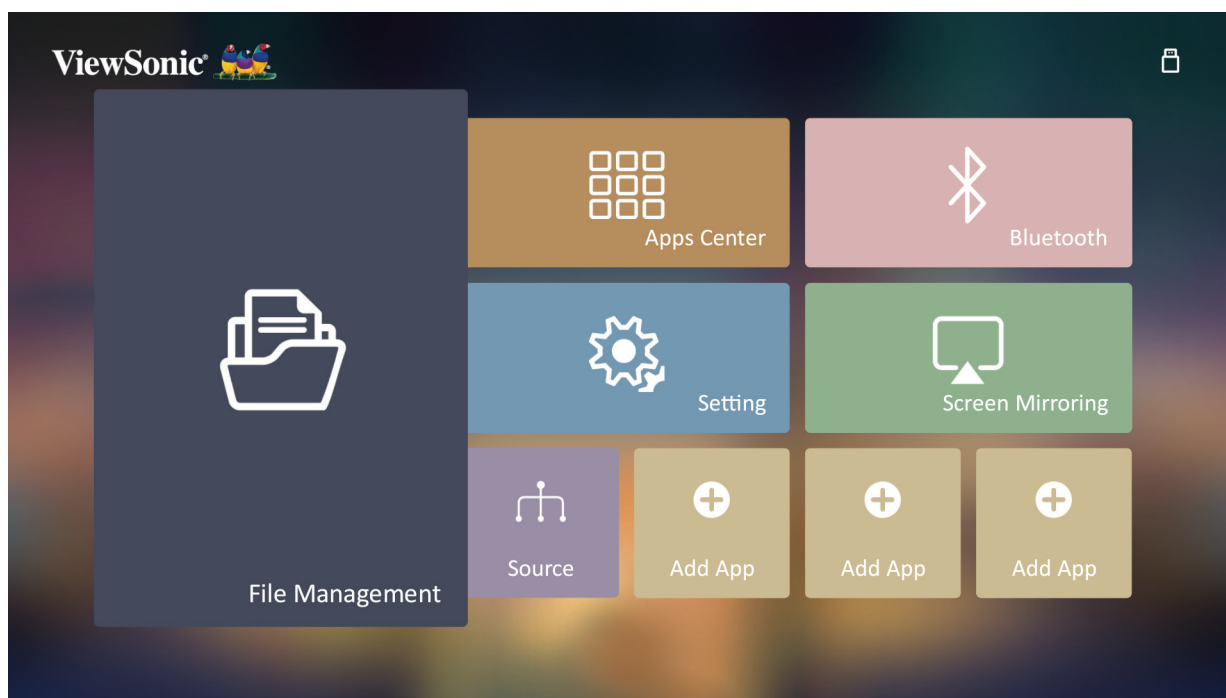 ViewSonic®
Apps Center
Bluetooth
Setting
Screen Mirroring
File Management
Source
Add App
Add App
Add App